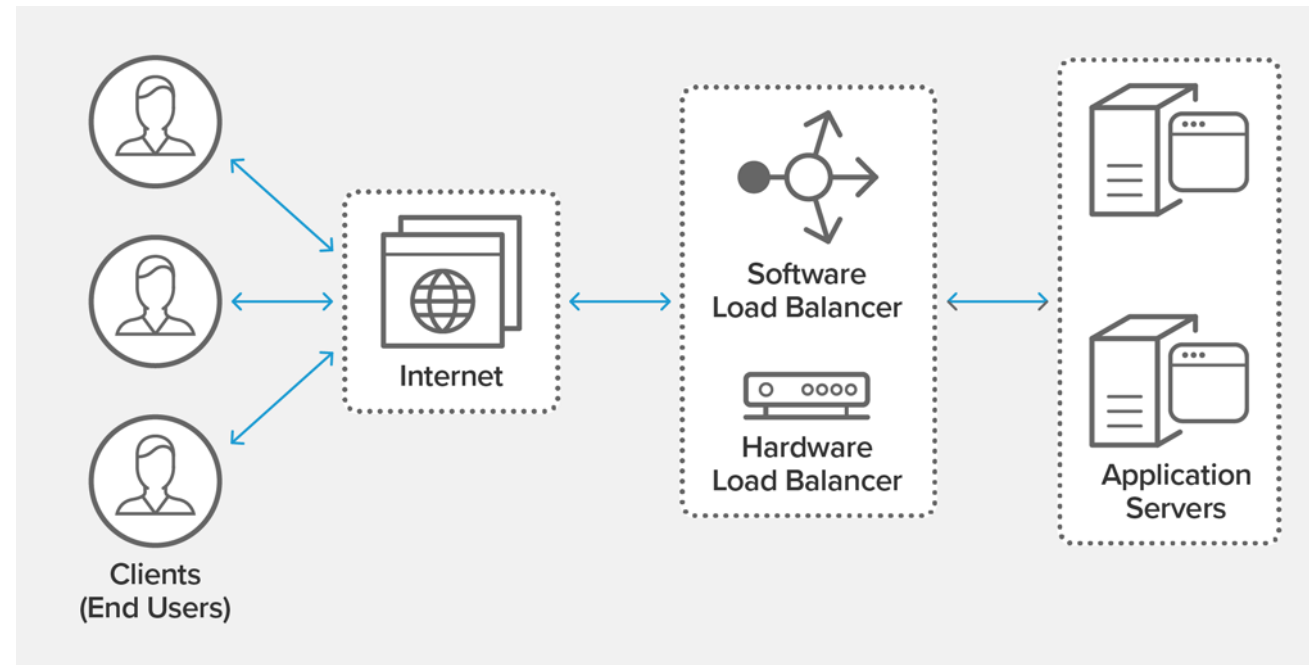 Internet
Software
Load Balancer
Hardware
Load Balancer
Application
Servers
Clients
(End Users)